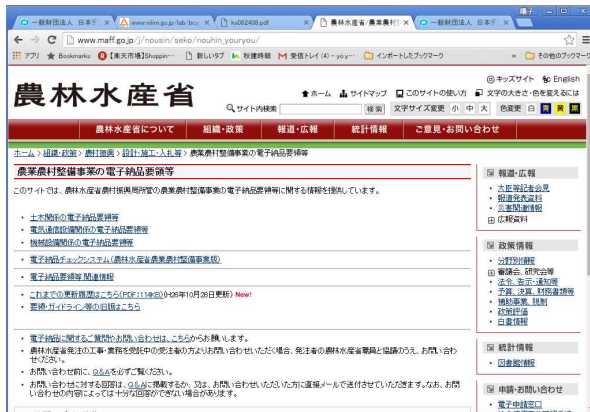 一般財団法人 日本デ
www.nilim.go.jp/lab/bcg
ks082408.pdf
農林水産省/農業農村
一般財団法人 日本デ
www.maff.go.jp/j/nousin/seko/nouhin_youryou/
アプリ Bookmarks 【楽天市場】Shoppin… 新しいタブ 秋速時報 M 受信トレイ (4) - yo.y… インポートしたブックマーク その他のブックマーク
農林水産省
キッズサイト English
ホーム サイトマップ このサイトの使い方 文字の大きさ・色を変えるには
サイト内検索 検索 文字サイズ変更 小 中 大 色変更 白 青 黄 黒
農林水産省について 組織・政策 報道・広報 統計情報 ご意見・お問い合わせ
ホーム > 組織・政策 > 農村振興 > 設計・施工・入札等 > 農業農村整備事業の電子納品要領等
農業農村整備事業の電子納品要領等
このサイトでは、農林水産省農村振興局所管の農業農村整備事業の電子納品要領等に関する情報を提供しています。
・ 土木関係の電子納品要領等
・ 電気通信設備関係の電子納品要領等
・ 機械設備関係の電子納品要領等
・ 電子納品チェックシステム(農林水産省農業農村整備事業版)
・ 電子納品要領等 関連情報
・ これまでの更新履歴はこちら(PDF:114KB)(H26年10月28日更新) New!
・ 要領・ガイドライン等の旧版はこちら
・ 電子納品に関するご質問やお問い合わせは、こちらからお願いします。
・ 農林水産省発注の工事・業務を受託中の受注者の方よりお問い合わせいただく場合、発注者の農林水産省職員と協議のうえ、お問い合わ
せください。
・ お問い合わせ前に、Q&Aを必ずご覧ください。
・ お問い合わせに対する回答は、Q&Aに掲載するか、又は、お問い合わせいただいた方に直接メールで送付させていただきます。なお、お問
い合わせの内容によっては十分な回答ができない場合があります。
報道・広報
・ 大臣等記者会見
・ 報道発表資料
・ 災害関連情報
広報資料
政策情報
・ 分野別情報
審議会、研究会等
・ 法令、告示・通知等
・ 予算、決算、財務書類等
・ 補助事業、税制
・ 政策評価
・ 白書情報
統計情報
・ 図書館情報
申請・お問い合わせ
・ 電子申請窓口